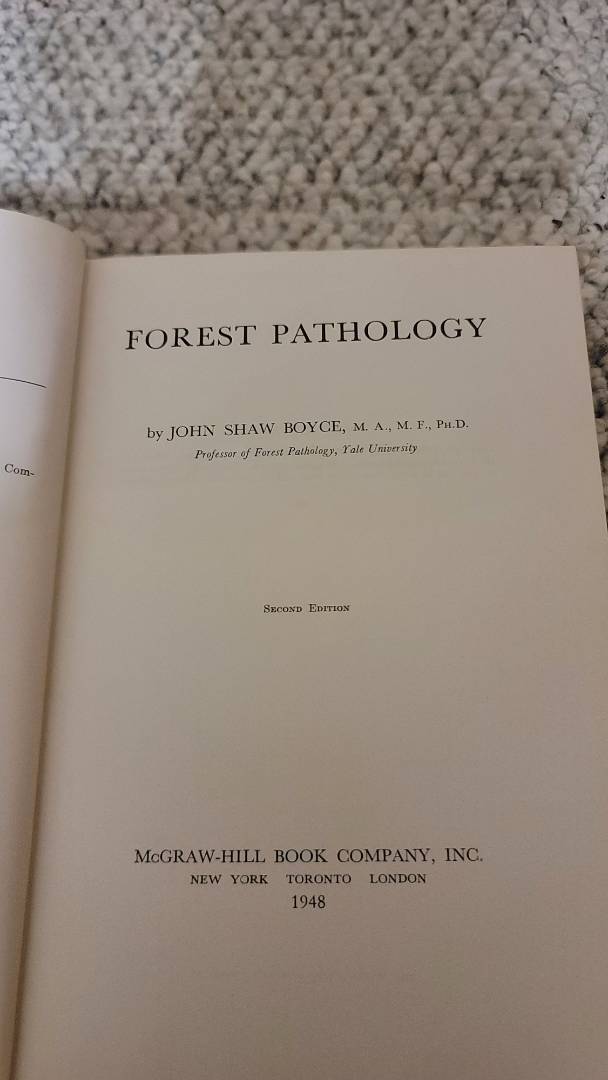 Com-
FOREST PATHOLOGY
by JOHN SHAW BOYCE, M. A., M. F., PH.D.
Professor of Forest Pathology, Yale University
SECOND EDITION
McGRAW-HILL BOOK COMPANY, INC.
NEW YORK TORONTO LONDON
1948